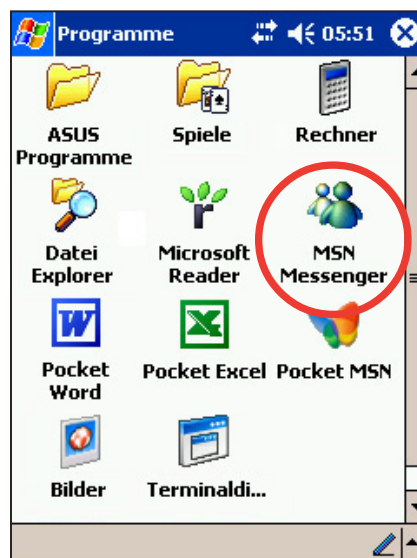 Programme 05:51
ASUS Programme
Spiele
Rechner
Datei Explorer
Microsoft Reader
MSN Messenger
Pocket Word
Pocket Excel
Pocket MSN
Bilder
Terminaldi...